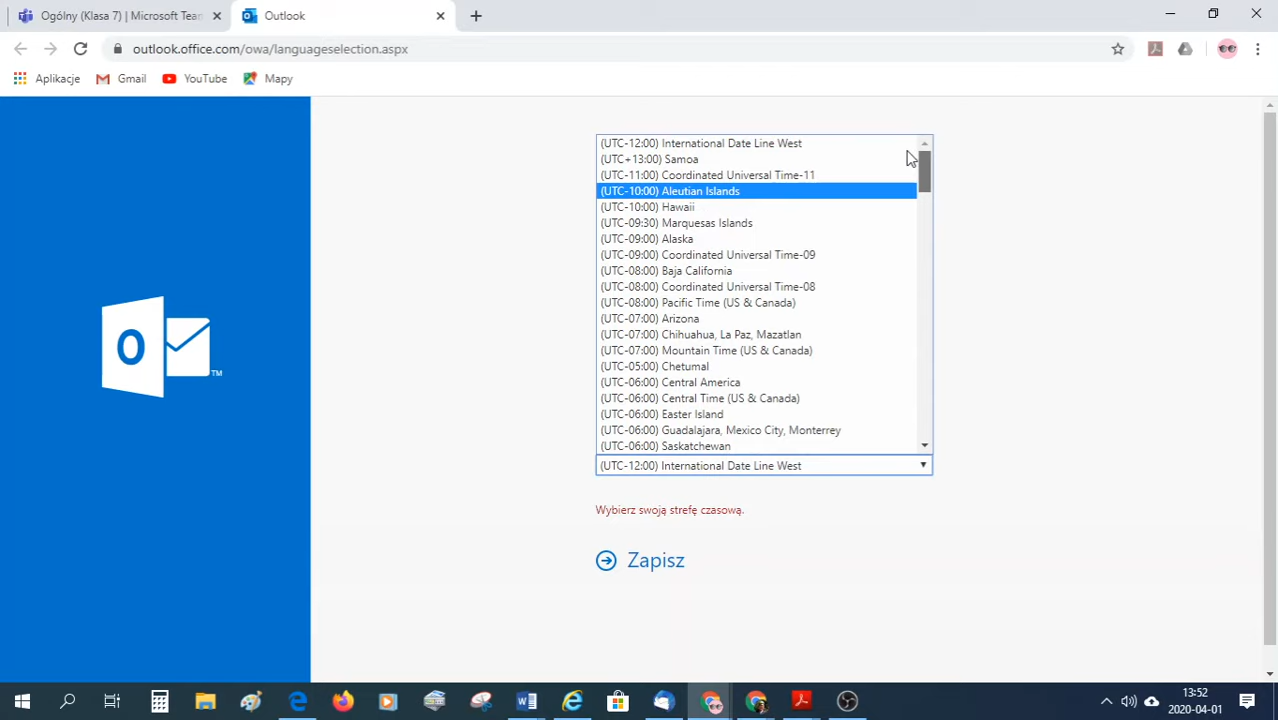 Ogólny (Klasa 7) | Microsoft Team
Outlook
outlook.office.com/owa/languageselection.aspx
Aplikacje
Gmail
YouTube
Mapy
(UTC-12:00) International Date Line West
(UTC+13:00) Samoa
(UTC-11:00) Coordinated Universal Time-11
(UTC-10:00) Aleutian Islands
(UTC-10:00) Hawaii
(UTC-09:30) Marquesas Islands
(UTC-09:00) Alaska
(UTC-09:00) Coordinated Universal Time-09
(UTC-08:00) Baja California
(UTC-08:00) Coordinated Universal Time-08
(UTC-08:00) Pacific Time (US & Canada)
(UTC-07:00) Arizona
(UTC-07:00) Chihuahua, La Paz, Mazatlan
(UTC-07:00) Mountain Time (US & Canada)
(UTC-05:00) Chetumal
(UTC-06:00) Central America
(UTC-06:00) Central Time (US & Canada)
(UTC-06:00) Easter Island
(UTC-06:00) Guadalajara, Mexico City, Monterrey
(UTC-06:00) Saskatchewan
(UTC-12:00) International Date Line West
O
TM
Wybierz swoją strefę czasową.
Zapisz
13:52
2020-04-01